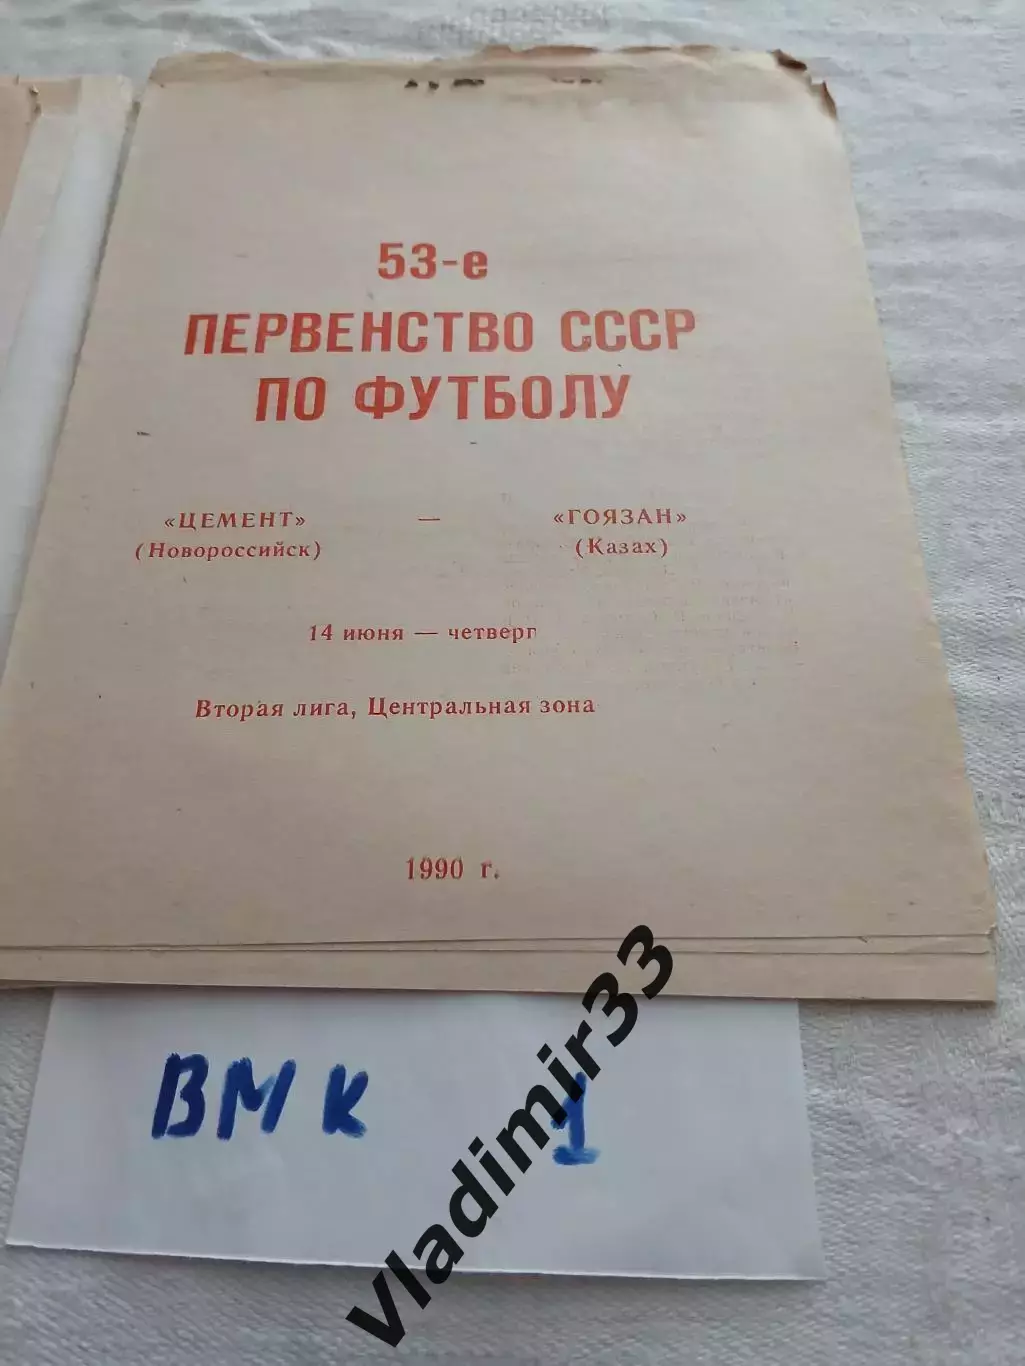 53-е
ПЕРВЕНСТВО СССР
ПО ФУТБОЛУ
«ЦЕМЕНТ» — «ГОЯЗАН»
(Новороссийск) (Казах)
14 июня — четверг
Вторая лига, Центральная зона
1990 г.
ВМК 1
Vladimir33